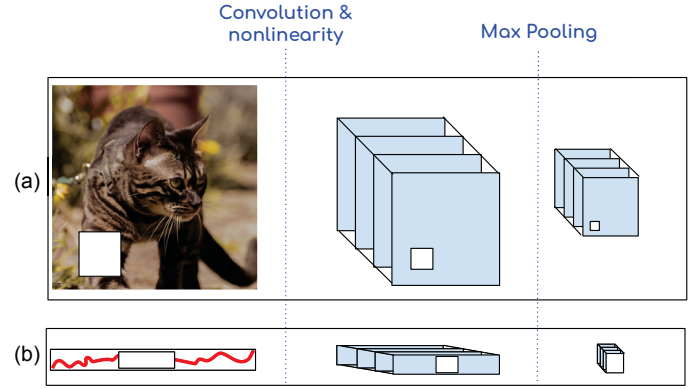 Convolution &
nonlinearity
Max Pooling
(a)
(b)